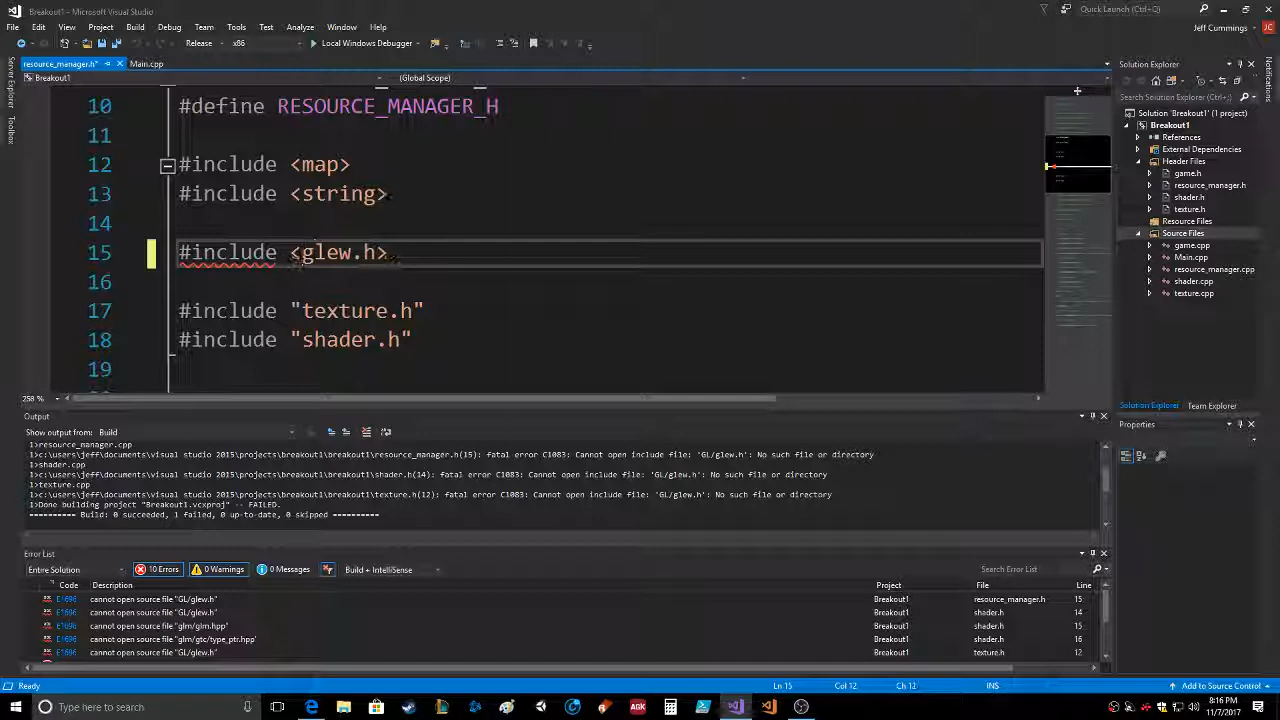 Breakout1 - Microsoft Visual Studio
Quick Launch (Ctrl+Q)
File Edit View Project Build Debug Team Tools Test Analyze Window Help
Jeff Cummings JC
Release x86 Local Windows Debugger
resource_manager.h* Main.cpp
Breakout1 (Global Scope)
Server Explorer
Toolbox
10 #define RESOURCE_MANAGER_H
11
12 #include <map>
13 #include <string>
14
15 #include <glew.h>
16
17 #include "texture.h"
18 #include "shader.h"
19
258 %
Solution Explorer
Search Solution Explorer (Ctrl+;)
Solution 'Breakout1' (1 project)
Breakout1
References
External Dependencies
Header Files
game.h
resource_manager.h
shader.h
texture.h
Resource Files
Source Files
game.cpp
Main.cpp
resource_manager.cpp
shader.cpp
texture.cpp
Solution Explorer Team Explorer
Properties
Notifications
Output
Show output from: Build
1>resource_manager.cpp
1>c:\users\jeff\documents\visual studio 2015\projects\breakout1\breakout1\resource_manager.h(15): fatal error C1083: Cannot open include file: 'GL/glew.h': No such file or directory
1>shader.cpp
1>c:\users\jeff\documents\visual studio 2015\projects\breakout1\breakout1\shader.h(14): fatal error C1083: Cannot open include file: 'GL/glew.h': No such file or directory
1>texture.cpp
1>c:\users\jeff\documents\visual studio 2015\projects\breakout1\breakout1\texture.h(12): fatal error C1083: Cannot open include file: 'GL/glew.h': No such file or directory
1>Done building project "Breakout1.vcxproj" -- FAILED.
========== Build: 0 succeeded, 1 failed, 0 up-to-date, 0 skipped ==========
Error List
Entire Solution 10 Errors 0 Warnings 0 Messages Build + IntelliSense Search Error List
Code Description Project File Line
E1696 cannot open source file "GL/glew.h" Breakout1 resource_manager.h 15
E1696 cannot open source file "GL/glew.h" Breakout1 shader.h 14
E1696 cannot open source file "glm/glm.hpp" Breakout1 shader.h 15
E1696 cannot open source file "glm/gtc/type_ptr.hpp" Breakout1 shader.h 16
E1696 cannot open source file "GL/glew.h" Breakout1 texture.h 12
Ready Ln 15 Col 12 Ch 12 INS Add to Source Control
Type here to search
AGK
8:16 PM
11/7/2017